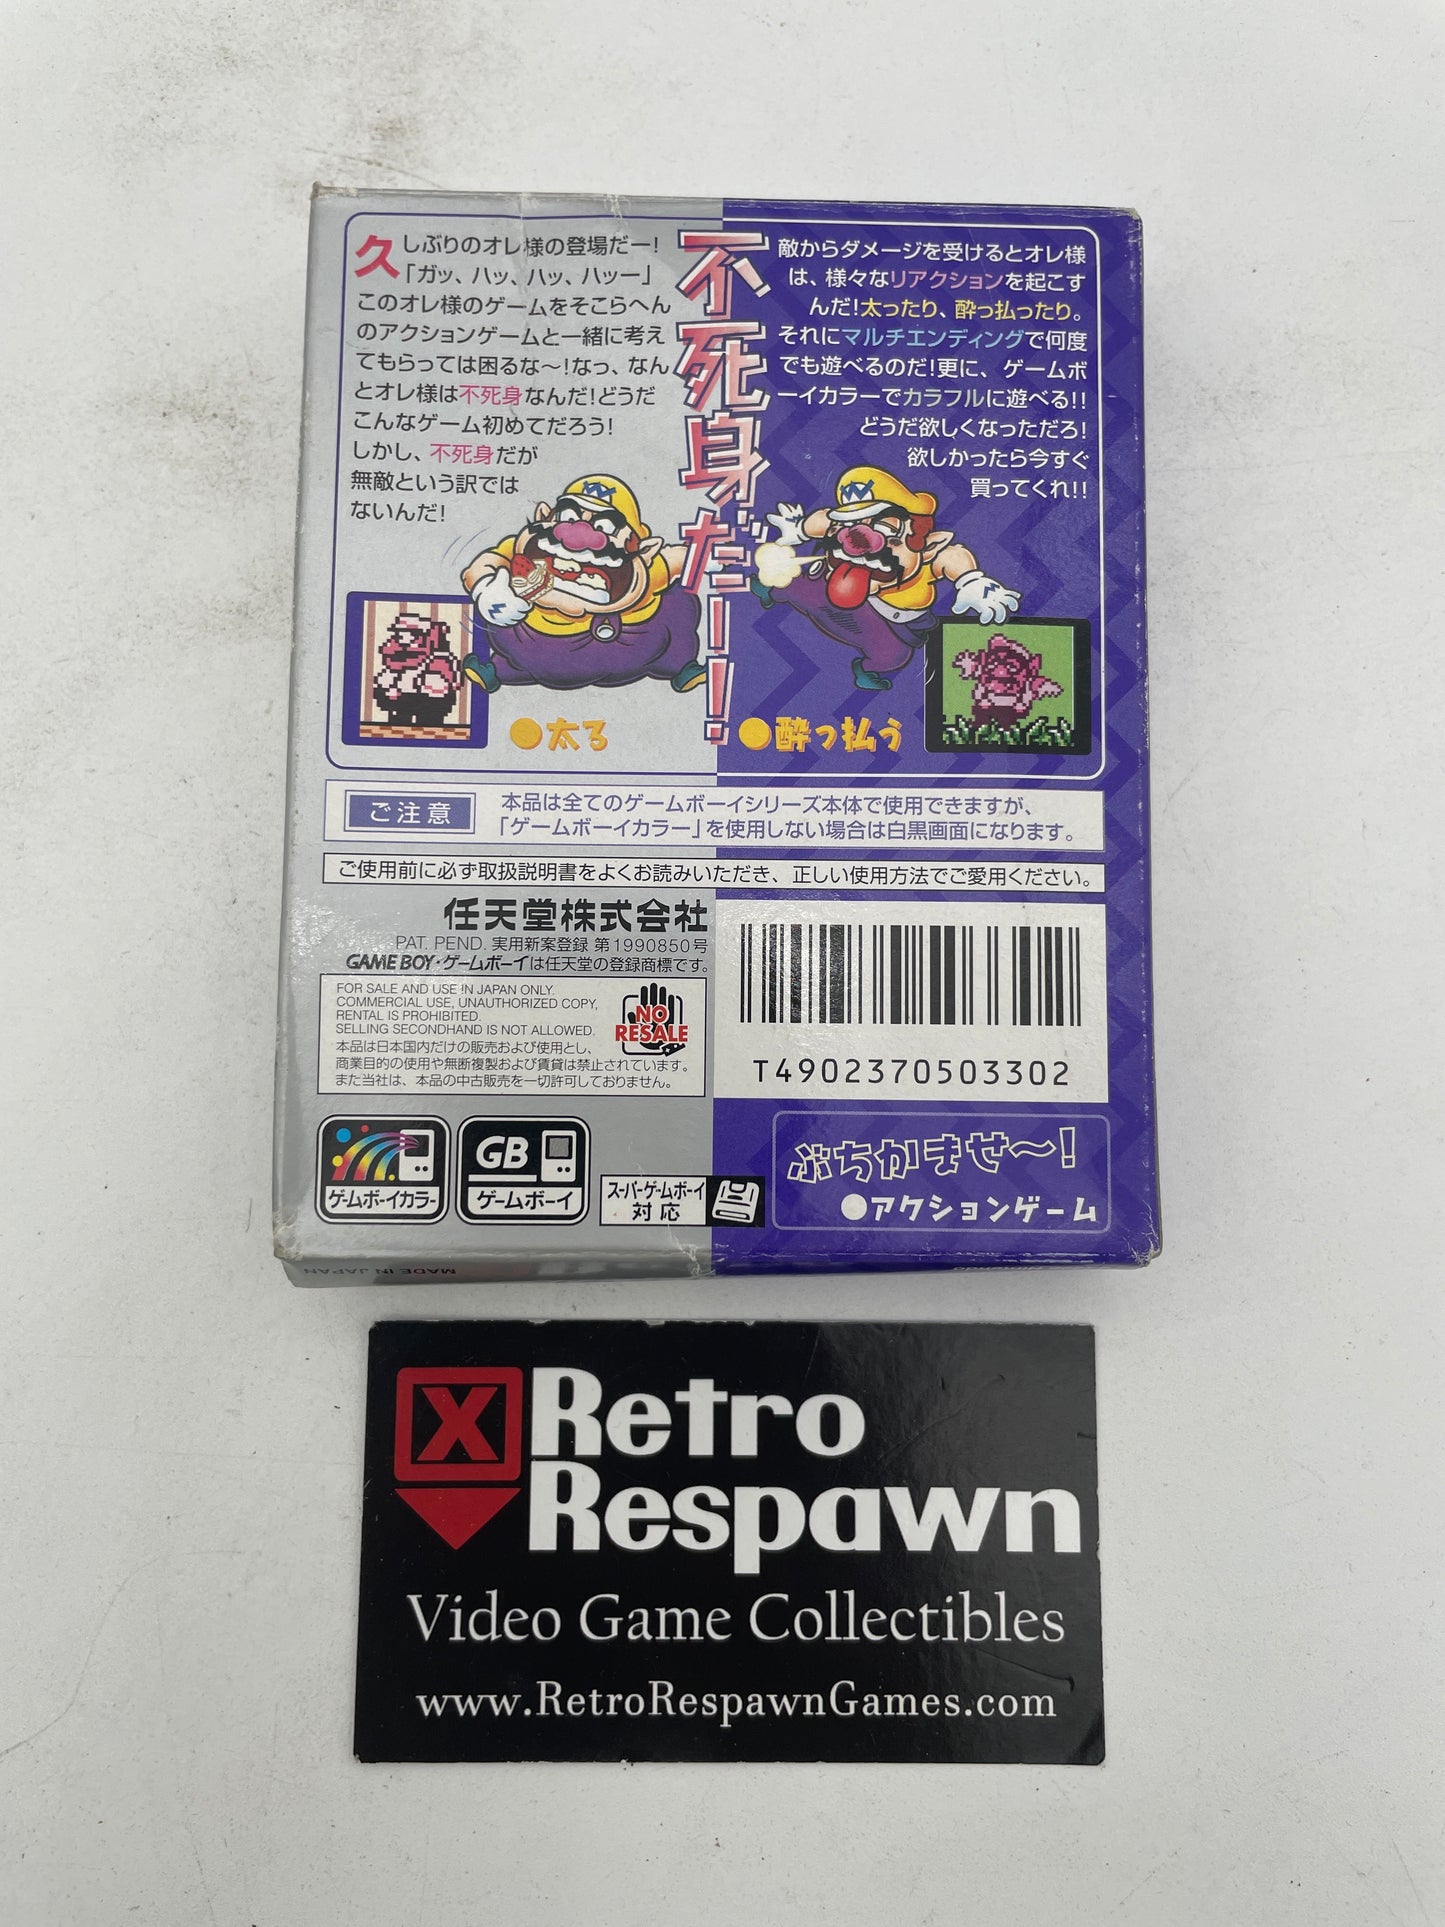 久しぶりのオレ様の登場だー!
「ガッ、ハッ、ハッ、ハッー」
このオレ様のゲームをそこらへん
のアクションゲームと一緒に考え
てもらっては困るな〜!なっ、なん
とオレ様は不死身なんだ!どうだ
こんなゲーム初めてだろう!
しかし、不死身だが
無敵という訳では
ないんだ!
不死身だー!
敵からダメージを受けるとオレ様
は、様々なリアクションを起こす
んだ!太ったり、酔っ払ったり。
それにマルチエンディングで何度
でも遊べるのだ!更に、ゲームボ
ーイカラーでカラフルに遊べる!!
どうだ欲しくなっただろ!
欲しかったら今すぐ
買ってくれ!!
●太る
●酔っ払う
ご注意
本品は全てのゲームボーイシリーズ本体で使用できますが、
「ゲームボーイカラー」を使用しない場合は白黒画面になります。
ご使用前に必ず取扱説明書をよくお読みいただき、正しい使用方法でご愛用ください。
任天堂株式会社
PAT. PEND. 実用新案登録 第1990850号
GAME BOY・ゲームボーイは任天堂の登録商標です。
FOR SALE AND USE IN JAPAN ONLY.
COMMERCIAL USE, UNAUTHORIZED COPY,
RENTAL IS PROHIBITED.
SELLING SECONDHAND IS NOT ALLOWED.
本品は日本国内だけの販売および使用とし、
商業目的の使用や無断複製および賃貸は禁止されています。
また当社は、本品の中古販売を一切許可しておりません。
NO
RESALE
T4902370503302
ゲームボーイカラー
GB
ゲームボーイ
スーパーゲームボーイ
対応
ぶちかませ〜!
●アクションゲーム
MADE IN JAPAN
Nintendo
X Retro
Respawn
Video Game Collectibles
www.RetroRespawnGames.com